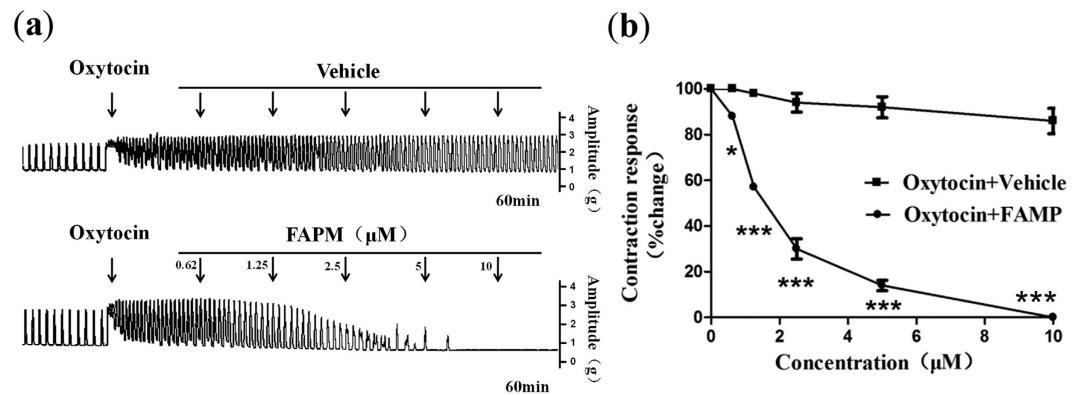 (a)
Oxytocin
Vehicle
4
3
2
1
0
Amplitude (g)
60min
Oxytocin
FAPM (μM)
0.62
1.25
2.5
5
10
4
3
2
1
0
Amplitude (g)
60min
(b)
Contraction response
(%change)
100
80
60
40
20
0
*
***
***
***
***
Oxytocin+Vehicle
Oxytocin+FAMP
0 2 4 6 8 10
Concentration (μM)